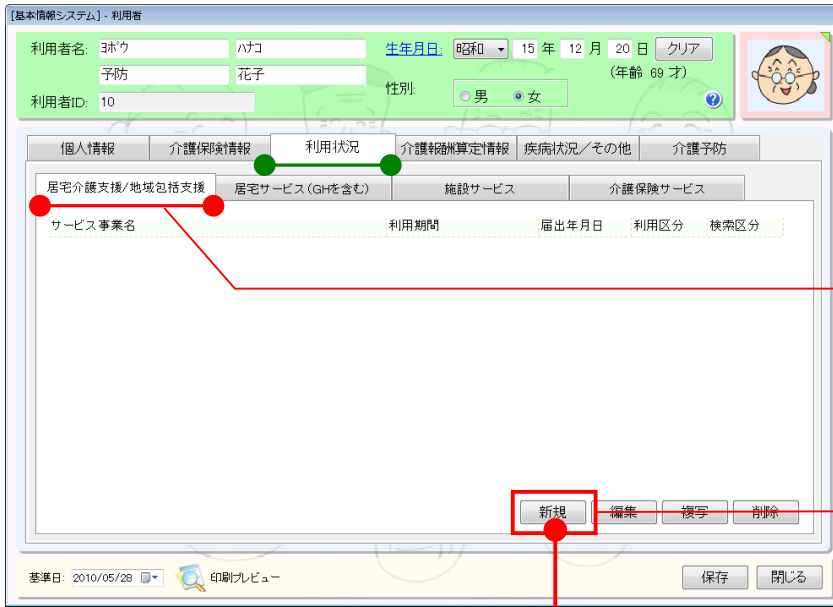 [基本情報システム] - 利用者
利用者名: ヨボウ ハナコ 生年月日: 昭和 15 年 12 月 20 日 クリア
予防 花子 (年齢 69 才)
性別: 男 女
利用者ID: 10
個人情報 介護保険情報 利用状況 介護報酬算定情報 疾病状況／その他 介護予防
居宅介護支援/地域包括支援 居宅サービス(GHを含む) 施設サービス 介護保険サービス
サービス事業名 利用期間 届出年月日 利用区分 検索区分
新規 編集 複写 削除
基準日: 2010/05/28 印刷プレビュー 保存 閉じる